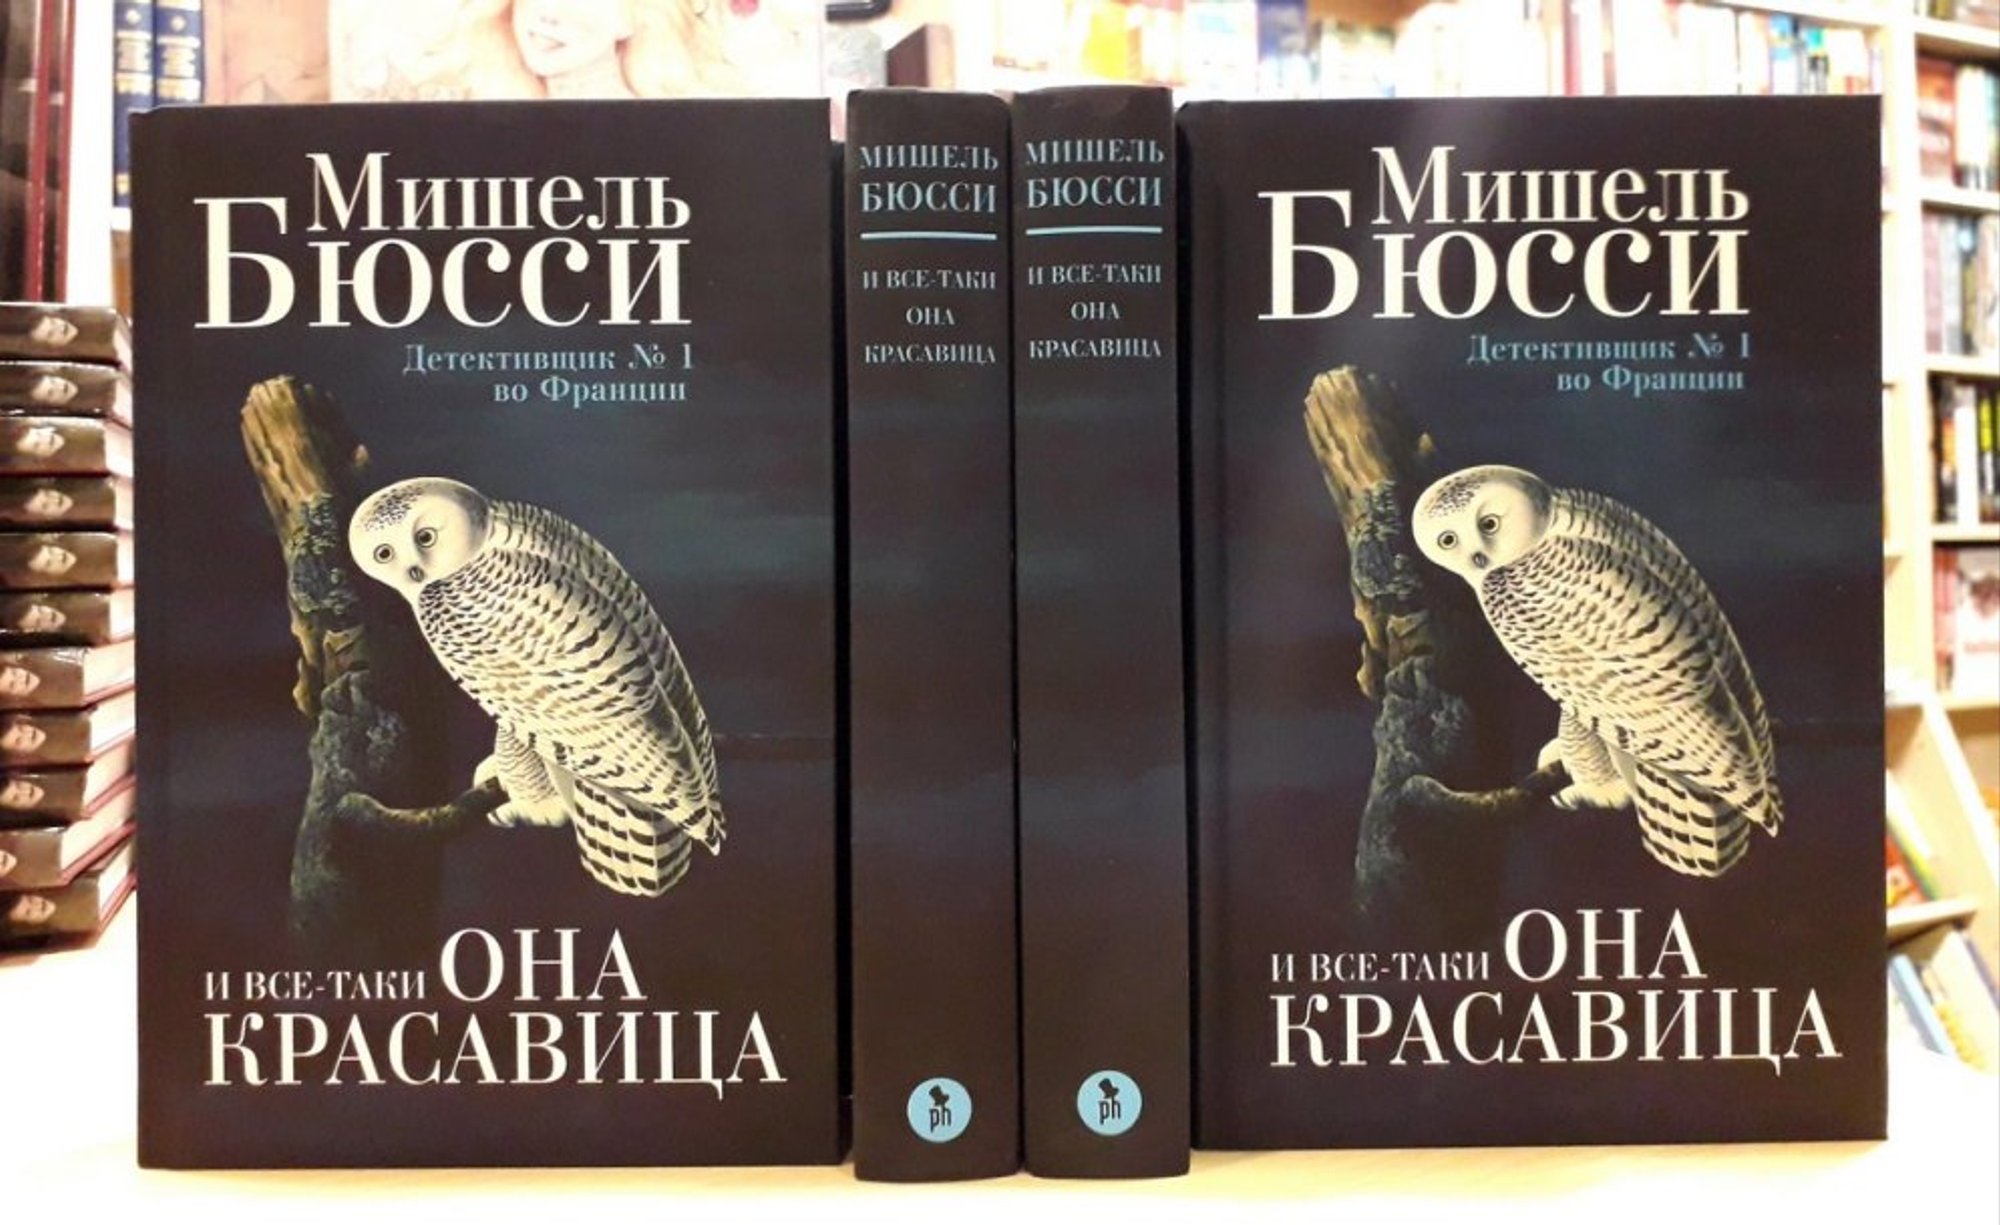 Мишель
Бюсси
Детективщик № 1
во Франции
И ВСЕ-ТАКИ ОНА
КРАСАВИЦА
МИШЕЛЬ
БЮССИ
И ВСЕ-ТАКИ
ОНА
КРАСАВИЦА
ph
МИШЕЛЬ
БЮССИ
И ВСЕ-ТАКИ
ОНА
КРАСАВИЦА
ph
Мишель
Бюсси
Детективщик № 1
во Франции
И ВСЕ-ТАКИ ОНА
КРАСАВИЦА